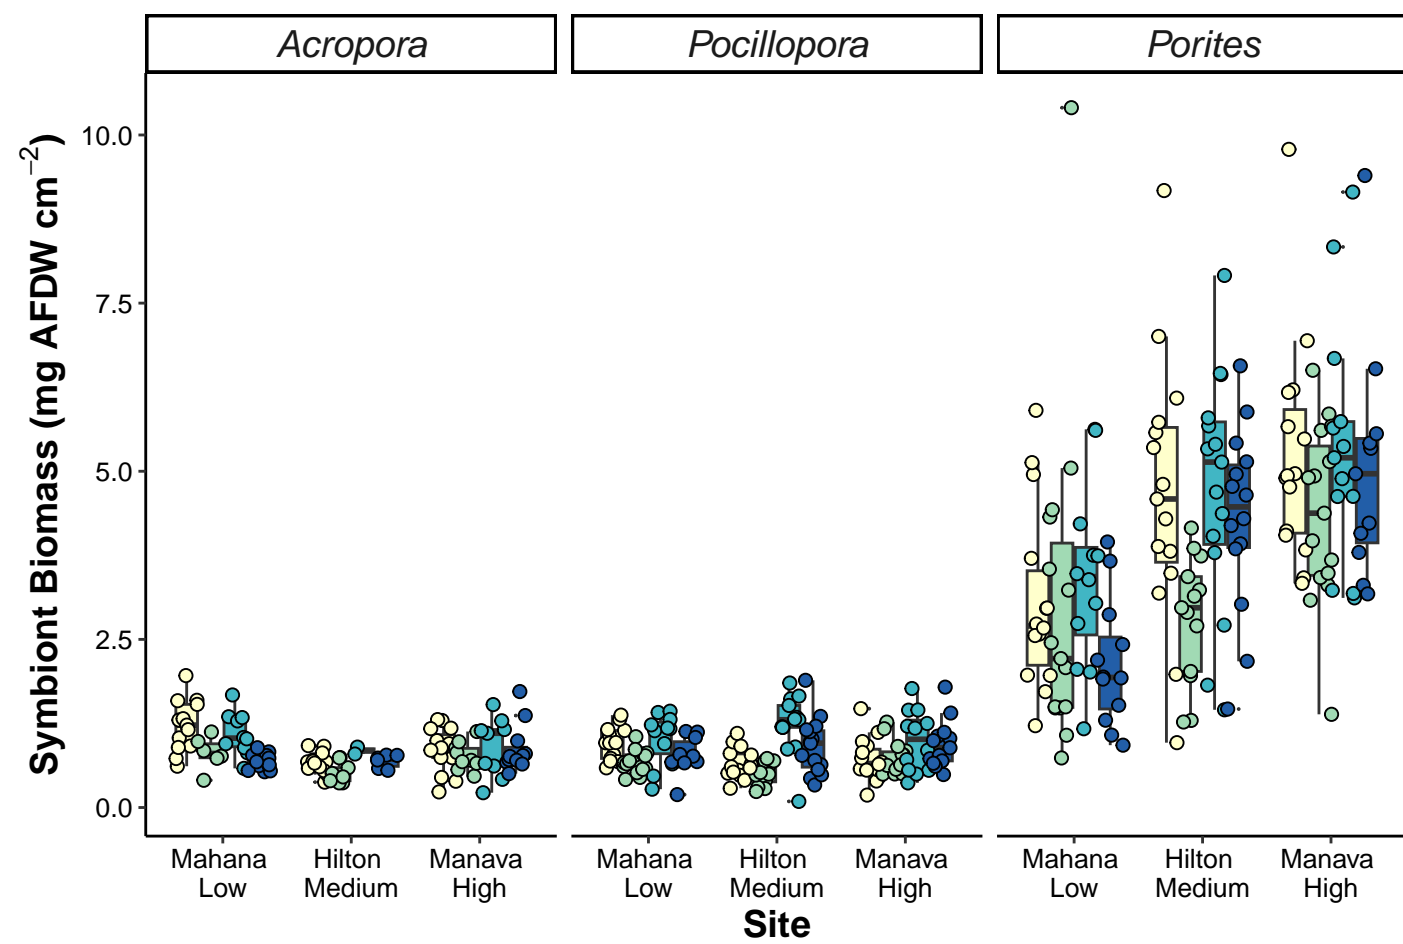 Acropora Pocillopora Porites
Symbiont Biomass (mg AFDW cm⁻²)
10.0
7.5
5.0
2.5
0.0
Mahana Hilton Manava Mahana Hilton Manava Mahana Hilton Manava
Low Medium High Low Medium High Low Medium High
Site